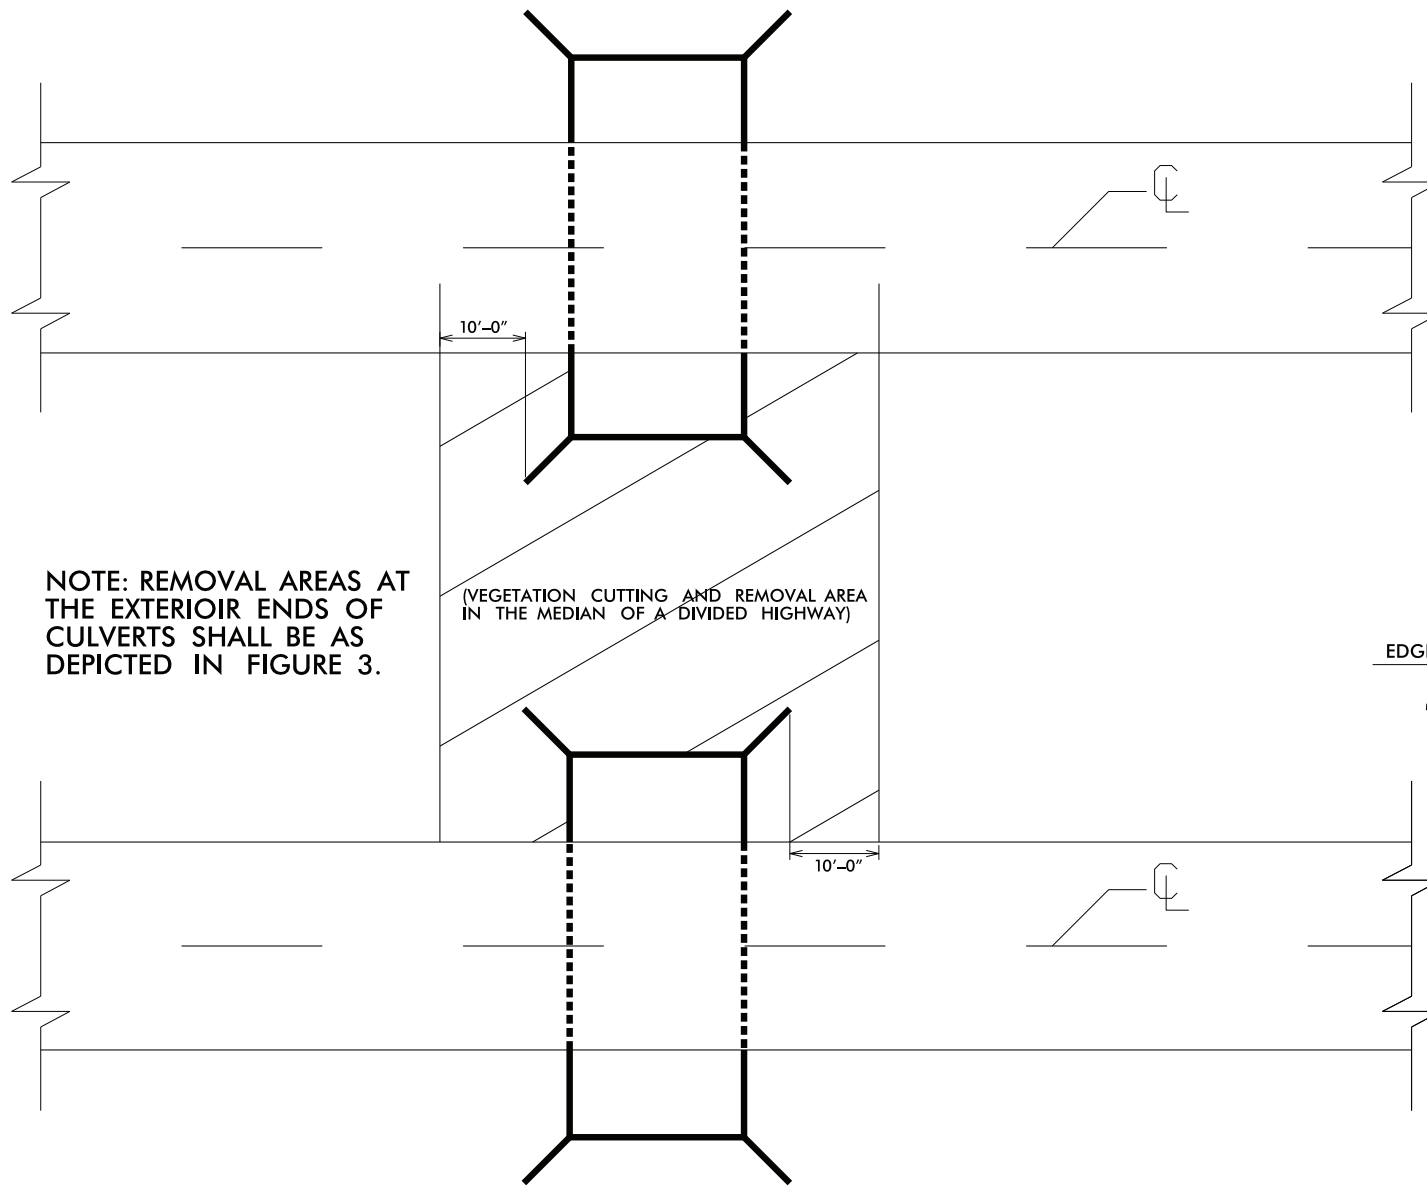 ℄
10'-0"
NOTE: REMOVAL AREAS AT
THE EXTERIOIR ENDS OF
CULVERTS SHALL BE AS
DEPICTED IN FIGURE 3.
(VEGETATION CUTTING AND REMOVAL AREA
IN THE MEDIAN OF A DIVIDED HIGHWAY)
10'-0"
℄